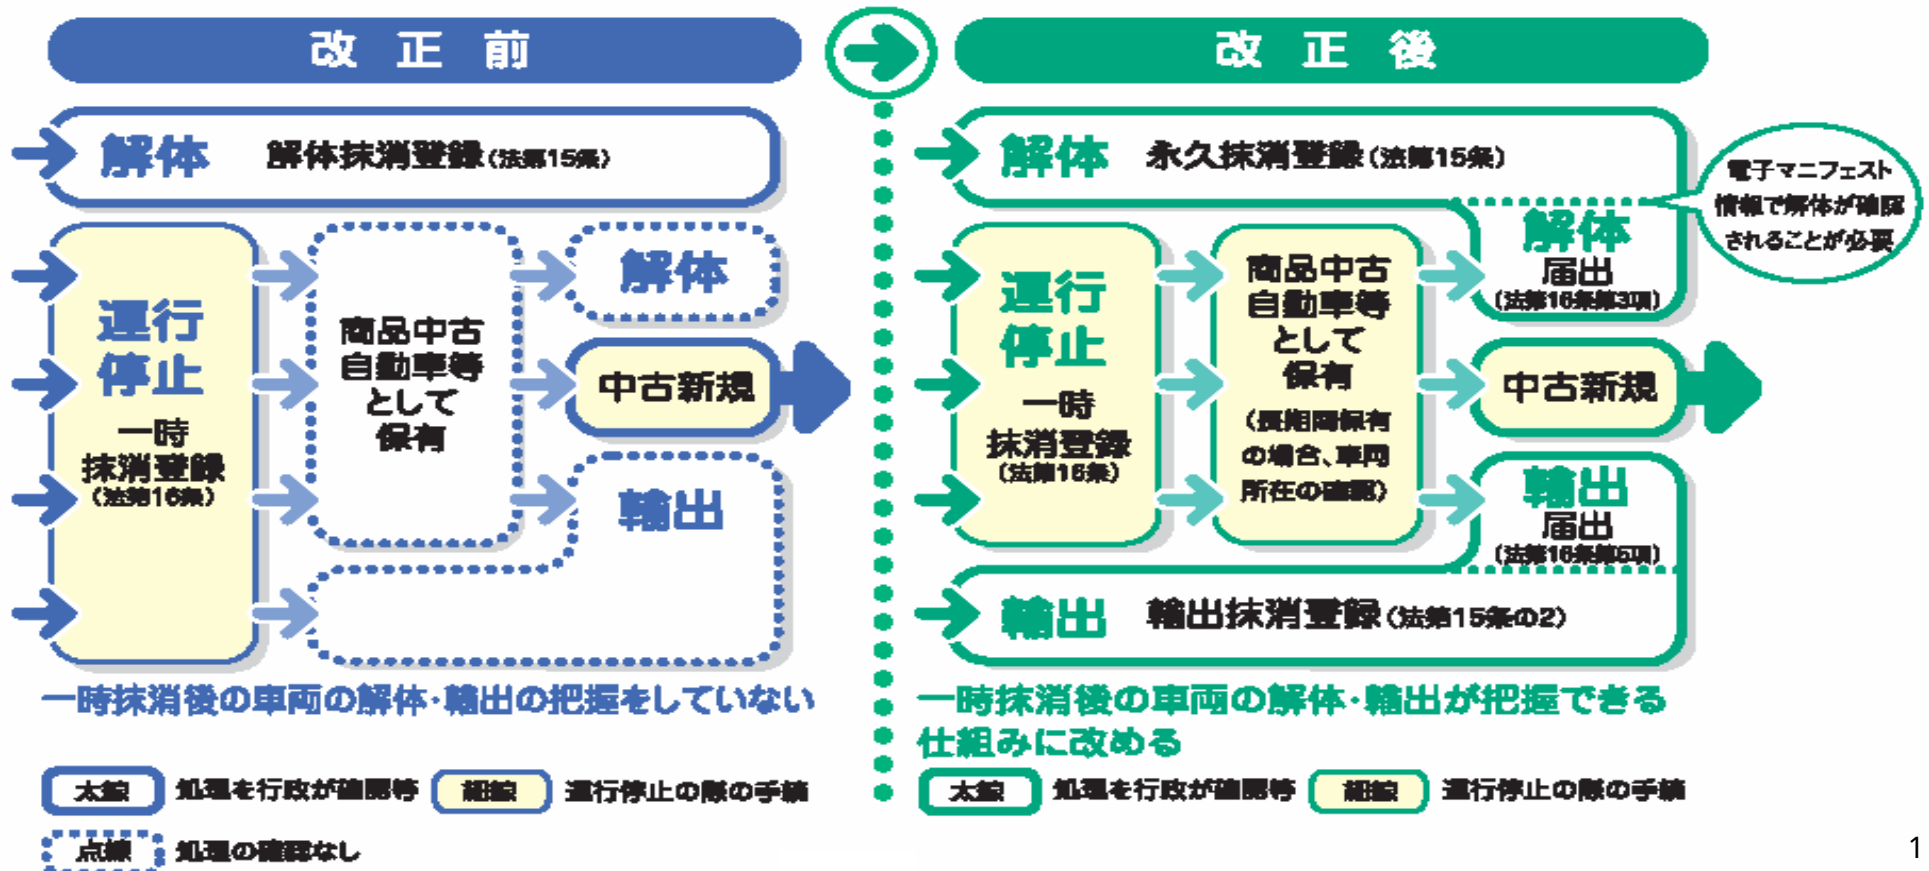 改正前
解体 解体抹消登録(法第15条)
運行
停止
一時
抹消登録
(法第16条)
商品中古
自動車等
として
保有
解体
中古新規
輸出
一時抹消後の車両の解体・輸出の把握をしていない
太線 処理を行政が確認等 細線 運行停止の際の手続
点線 処理の確認なし
改正後
解体 永久抹消登録(法第15条)
電子マニフェスト
情報で解体が確認
されることが必要
運行
停止
一時
抹消登録
(法第16条)
商品中古
自動車等
として
保有
(長期間保有
の場合、車両
所在の確認)
解体
届出
(法第16条第3項)
中古新規
輸出
届出
(法第16条第5項)
輸出 輸出抹消登録(法第15条の2)
一時抹消後の車両の解体・輸出が把握できる
仕組みに改める
太線 処理を行政が確認等 細線 運行停止の際の手続
1